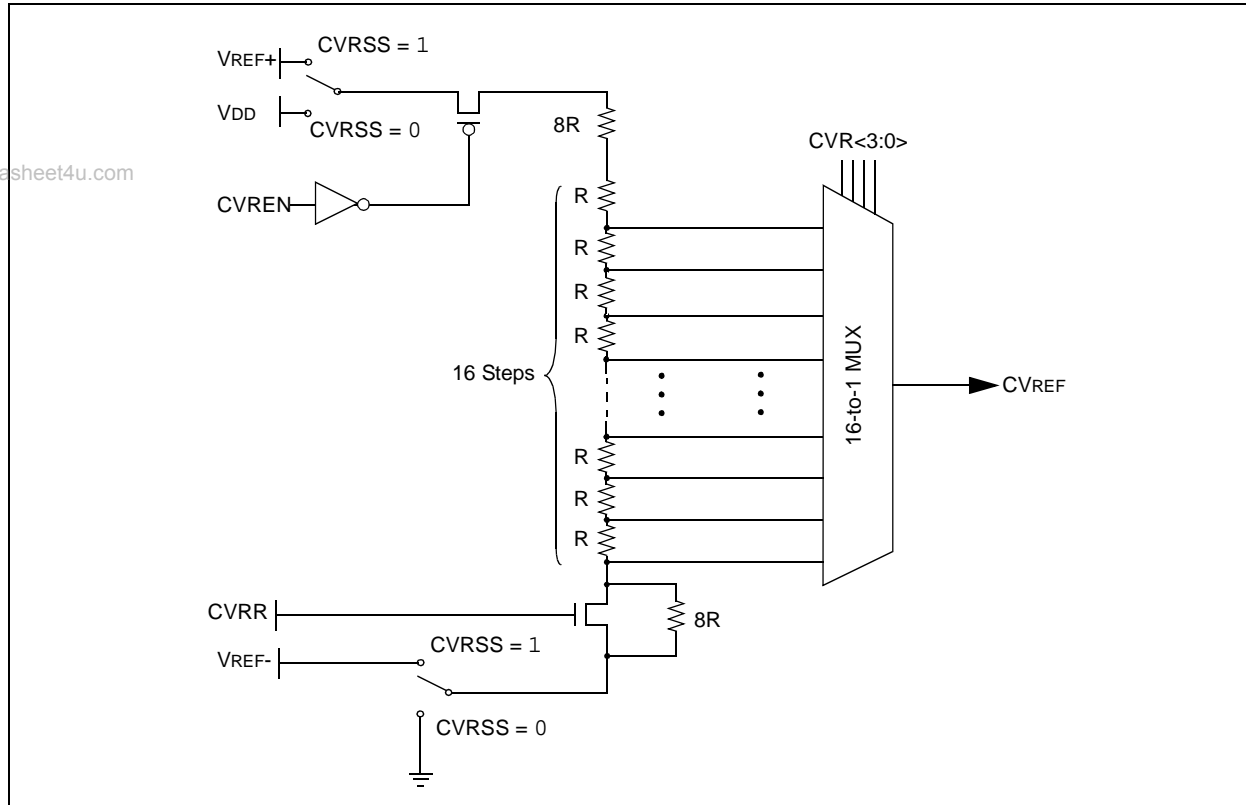 CVRSS = 1
VREF+
VDD
CVRSS = 0
8R
CVR<3:0>
asheet4u.com
CVREN
R
R
R
R
16 Steps
16-to-1 MUX
CVREF
R
R
R
CVRR
8R
CVRSS = 1
VREF-
CVRSS = 0